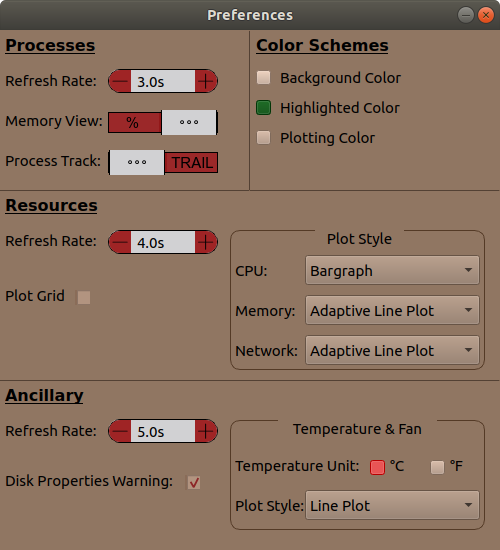 Preferences
Processes
Refresh Rate: 3.0s
Memory View: %
Process Track: TRAIL
Color Schemes
Background Color
Highlighted Color
Plotting Color
Resources
Refresh Rate: 4.0s
Plot Grid
Plot Style
CPU: Bargraph
Memory: Adaptive Line Plot
Network: Adaptive Line Plot
Ancillary
Refresh Rate: 5.0s
Disk Properties Warning:
Temperature & Fan
Temperature Unit: °C °F
Plot Style: Line Plot